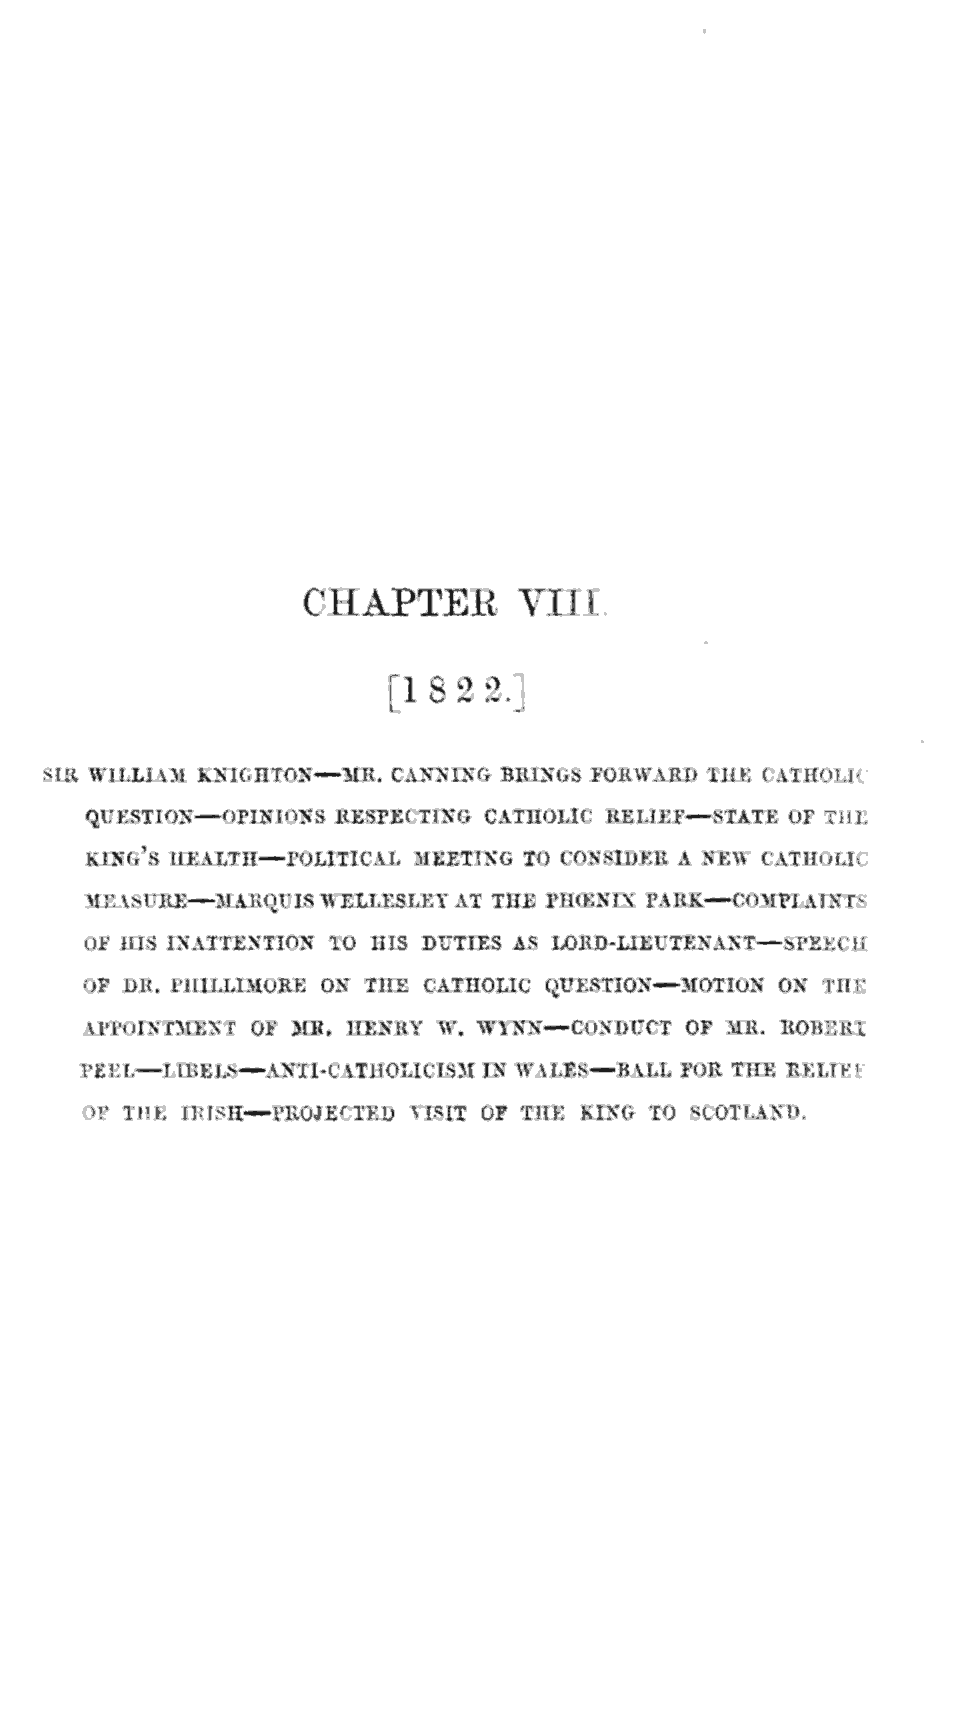 CHAPTER VIII.
[1822.]
SIR WILLIAM KNIGHTON—MR. CANNING BRINGS FORWARD THE CATHOLIC
QUESTION—OPINIONS RESPECTING CATHOLIC RELIEF—STATE OF THE
KING'S HEALTH—POLITICAL MEETING TO CONSIDER A NEW CATHOLIC
MEASURE—MARQUIS WELLESLEY AT THE PHŒNIX PARK—COMPLAINTS
OF HIS INATTENTION TO HIS DUTIES AS LORD-LIEUTENANT—SPEECH
OF DR. PHILLIMORE ON THE CATHOLIC QUESTION—MOTION ON THE
APPOINTMENT OF MR. HENRY W. WYNN—CONDUCT OF MR. ROBERT
PEEL—LIBELS—ANTI-CATHOLICISM IN WALES—BALL FOR THE RELIEF
OF THE IRISH—PROJECTED VISIT OF THE KING TO SCOTLAND.